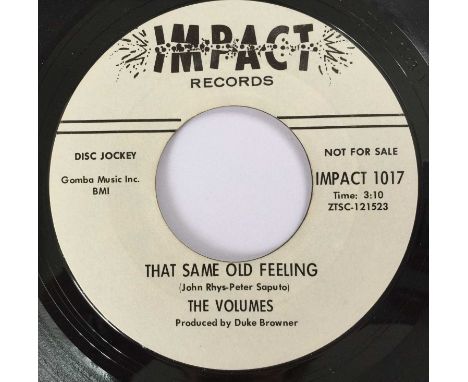 IMPACT
RECORDS
DISC JOCKEY
NOT FOR SALE
Gomba Music Inc.
BMI
IMPACT 1017
Time: 3:10
ZTSC-121523
THAT SAME OLD FEELING
(John Rhys-Peter Saputo)
THE VOLUMES
Produced by Duke Browner